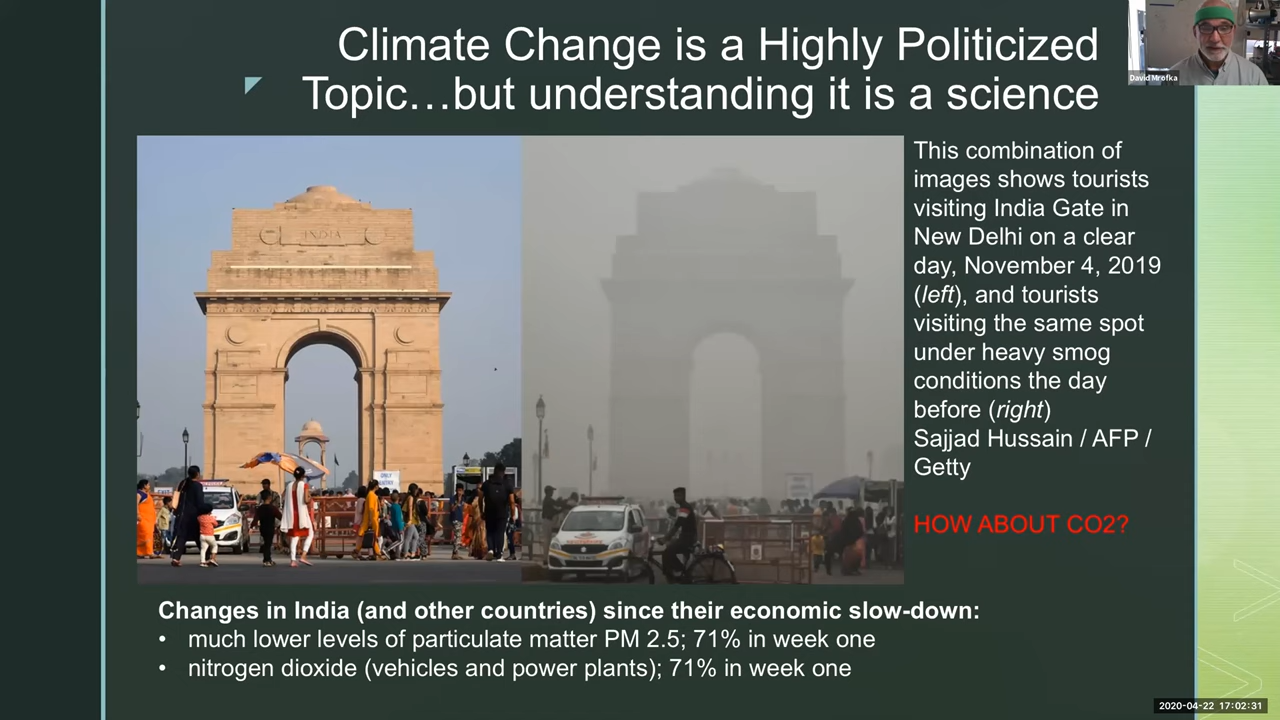 Climate Change is a Highly Politicized
Topic…but understanding it is a science
David Mrofka
This combination of
images shows tourists
visiting India Gate in
New Delhi on a clear
day, November 4, 2019
(left), and tourists
visiting the same spot
under heavy smog
conditions the day
before (right)
Sajjad Hussain / AFP /
Getty
HOW ABOUT CO2?
INDIA
ONLY
Changes in India (and other countries) since their economic slow-down:
• much lower levels of particulate matter PM 2.5; 71% in week one
• nitrogen dioxide (vehicles and power plants); 71% in week one
2020-04-22 17:02:31